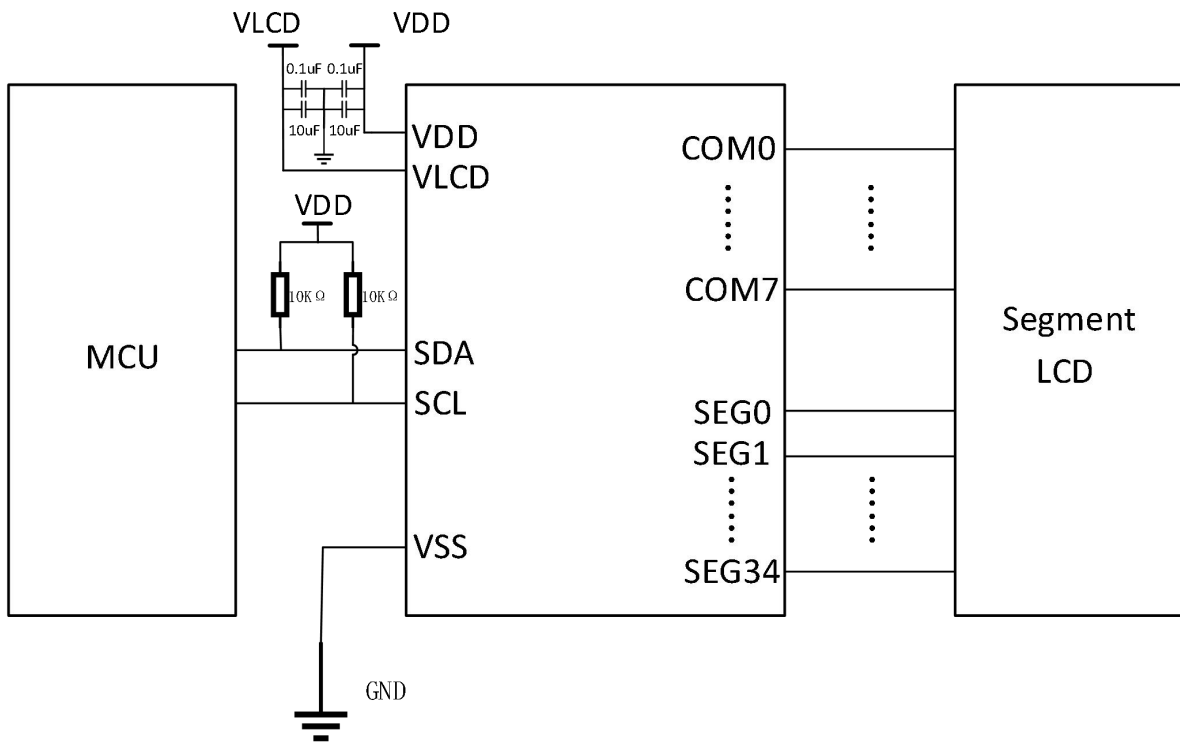 VLCD VDD
0.1uF 0.1uF
10uF 10uF
VDD
VLCD
VDD
10KΩ 10KΩ
MCU
SDA
SCL
VSS
GND
COM0
COM7
SEG0
SEG1
SEG34
Segment
LCD